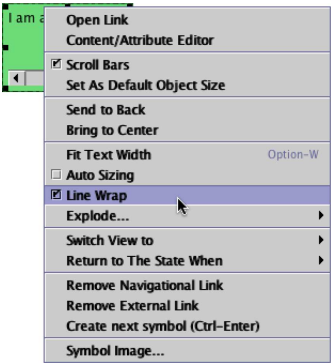 I am a
Open Link
Content/Attribute Editor
Scroll Bars
Set As Default Object Size
Send to Back
Bring to Center
Fit Text Width Option-W
Auto Sizing
Line Wrap
Explode...
Switch View to
Return to The State When
Remove Navigational Link
Remove External Link
Create next symbol (Ctrl-Enter)
Symbol Image...